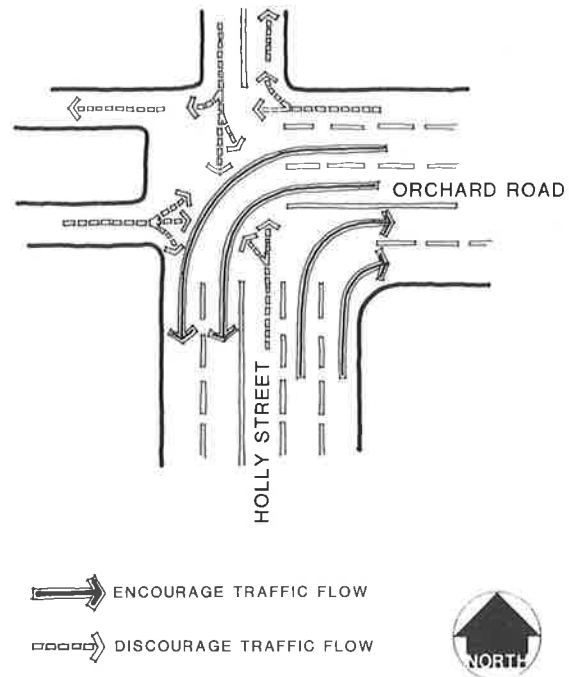 ORCHARD ROAD
HOLLY STREET
ENCOURAGE TRAFFIC FLOW
DISCOURAGE TRAFFIC FLOW
NORTH